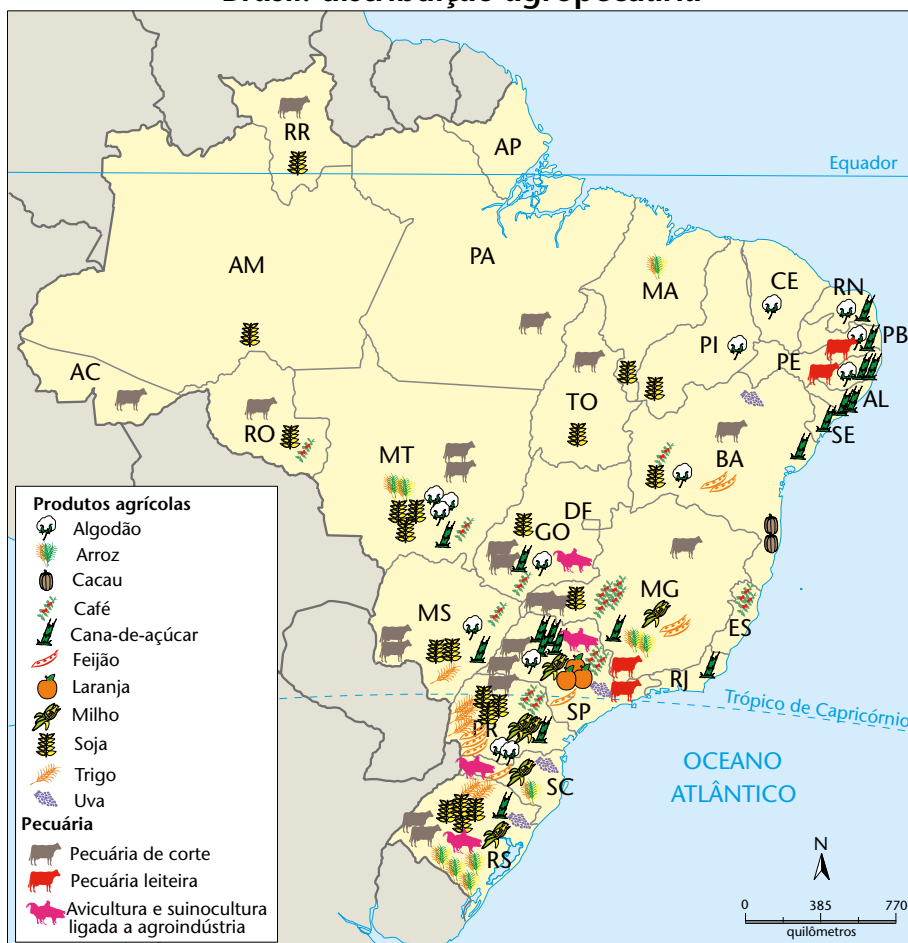 Brasil: distribuição agropecuária
RR
AP
Equador
AM
PA
MA
CE
RN
PB
PI
PE
AC
AL
TO
SE
RO
BA
MT
DF
GO
MG
MS
ES
RJ
SP
Trópico de Capricórnio
PR
SC
RS
OCEANO
ATLÂNTICO
Produtos agrícolas
Algodão
Arroz
Cacau
Café
Cana-de-açúcar
Feijão
Laranja
Milho
Soja
Trigo
Uva
Pecuária
Pecuária de corte
Pecuária leiteira
Avicultura e suinocultura
ligada a agroindústria
N
0 385 770
quilômetros